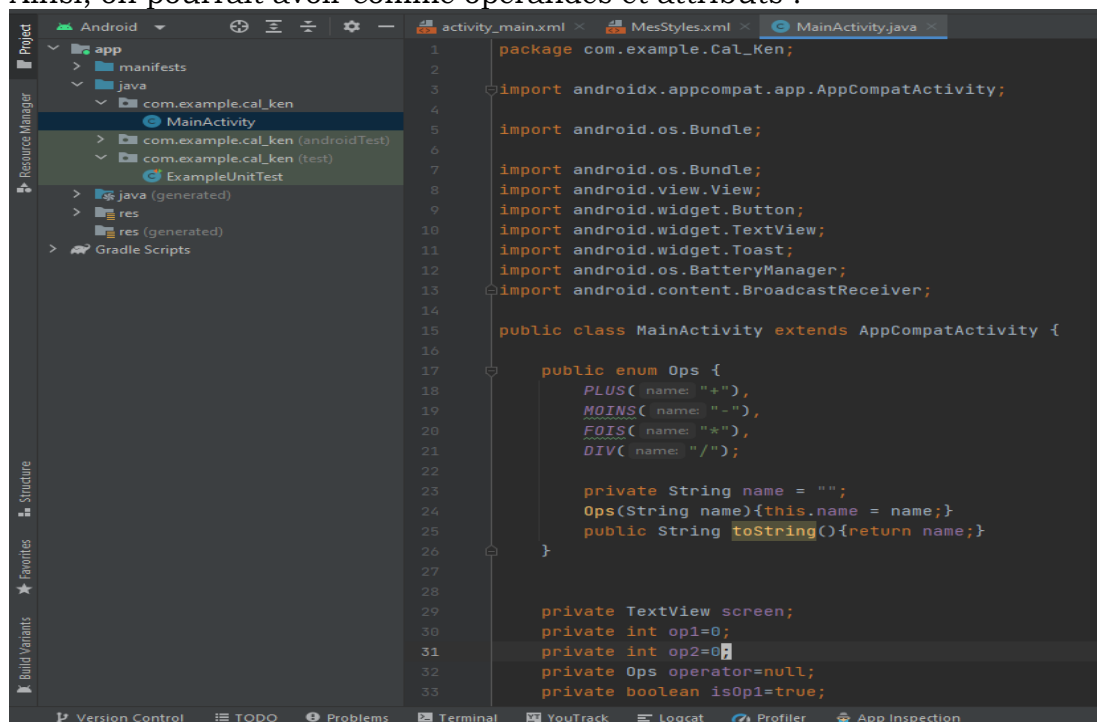 Ainsi, on pourrait avoir comme opérandes et attributs :
Project
Resource Manager
Structure
Favorites
Build Variants
Android
app
manifests
java
com.example.cal_ken
MainActivity
com.example.cal_ken (androidTest)
com.example.cal_ken (test)
ExampleUnitTest
java (generated)
res
res (generated)
Gradle Scripts
activity_main.xml
MesStyles.xml
MainActivity.java
1 package com.example.Cal_Ken;
2
3 import androidx.appcompat.app.AppCompatActivity;
4
5 import android.os.Bundle;
6
7 import android.os.Bundle;
8 import android.view.View;
9 import android.widget.Button;
10 import android.widget.TextView;
11 import android.widget.Toast;
12 import android.os.BatteryManager;
13 import android.content.BroadcastReceiver;
14
15 public class MainActivity extends AppCompatActivity {
16
17 public enum Ops {
18 PLUS( name: "+"),
19 MOINS( name: "-"),
20 FOIS( name: "*"),
21 DIV( name: "/");
22
23 private String name = "";
24 Ops(String name){this.name = name;}
25 public String toString(){return name;}
26 }
27
28
29 private TextView screen;
30 private int op1=0;
31 private int op2=0;
32 private Ops operator=null;
33 private boolean isOp1=true;
Version Control
TODO
Problems
Terminal
YouTrack
Logcat
Profiler
App Inspection